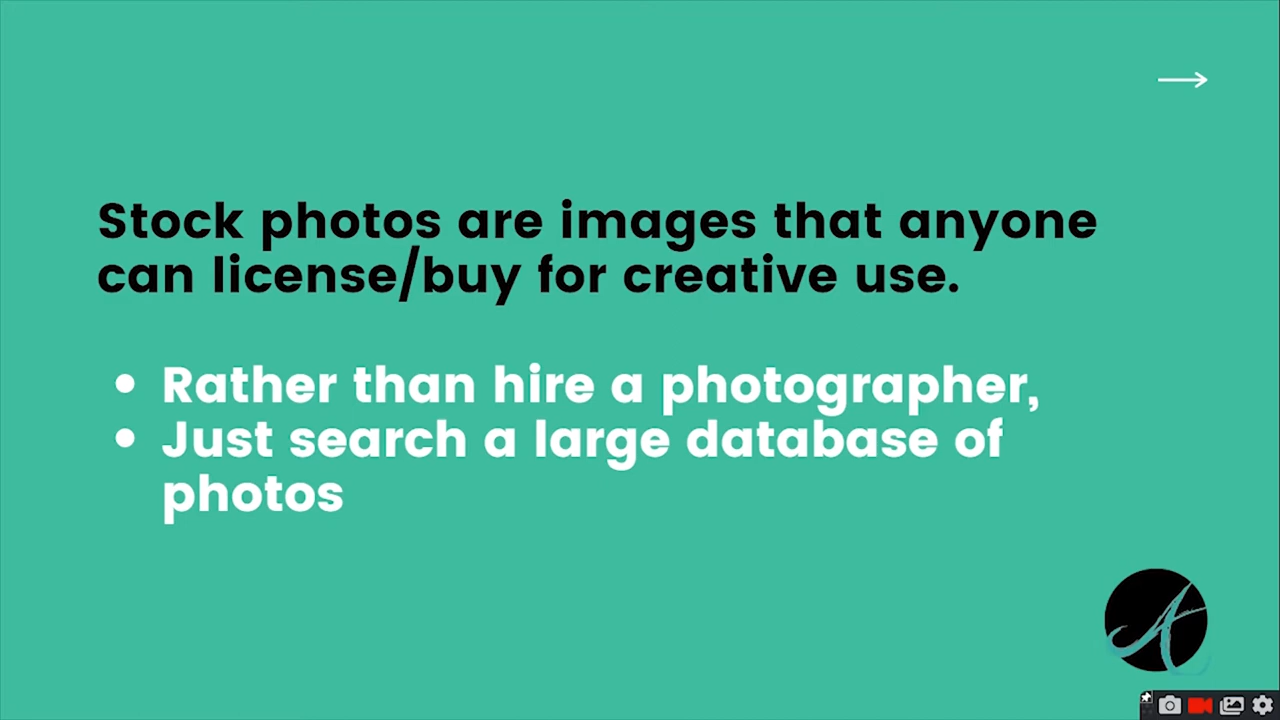 Stock photos are images that anyone
can license/buy for creative use.
• Rather than hire a photographer,
• Just search a large database of
photos
A